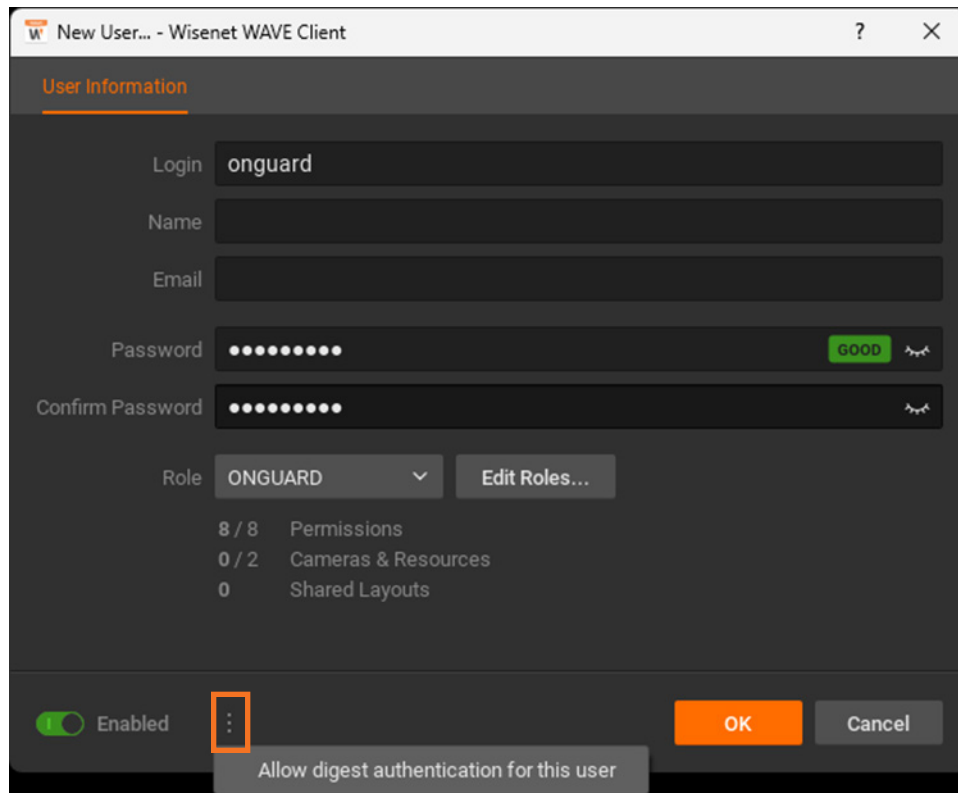 New User... - Wisenet WAVE Client ?
User Information
Login onguard
Name
Email
Password ●●●●●●●●● GOOD
Confirm Password ●●●●●●●●●
Role ONGUARD Edit Roles...
8 / 8 Permissions
0 / 2 Cameras & Resources
0 Shared Layouts
Enabled OK Cancel
Allow digest authentication for this user